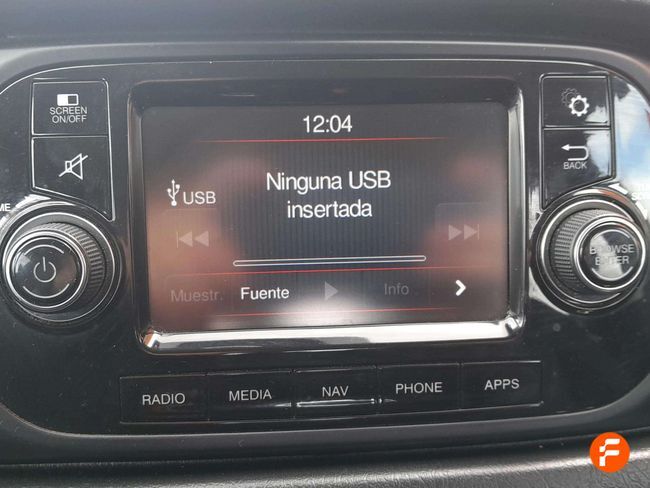 SCREEN
ON/OFF
12:04
BACK
USB
Ninguna USB
insertada
BROWSE
ENTER
Muestr.
Fuente
Info
RADIO
MEDIA
NAV
PHONE
APPS